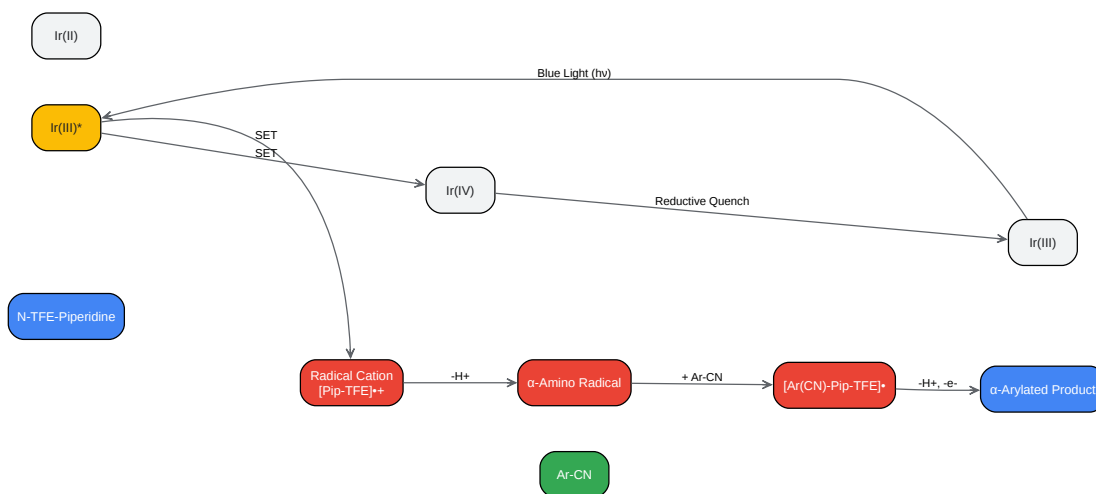 Ir(II)
Blue Light (hν)
Ir(III)*
SET
SET
Ir(IV)
Reductive Quench
Ir(III)
N-TFE-Piperidine
Radical Cation
[Pip-TFE]•+
-H+
α-Amino Radical
+ Ar-CN
[Ar(CN)-Pip-TFE]•
-H+, -e-
α-Arylated Product
Ar-CN